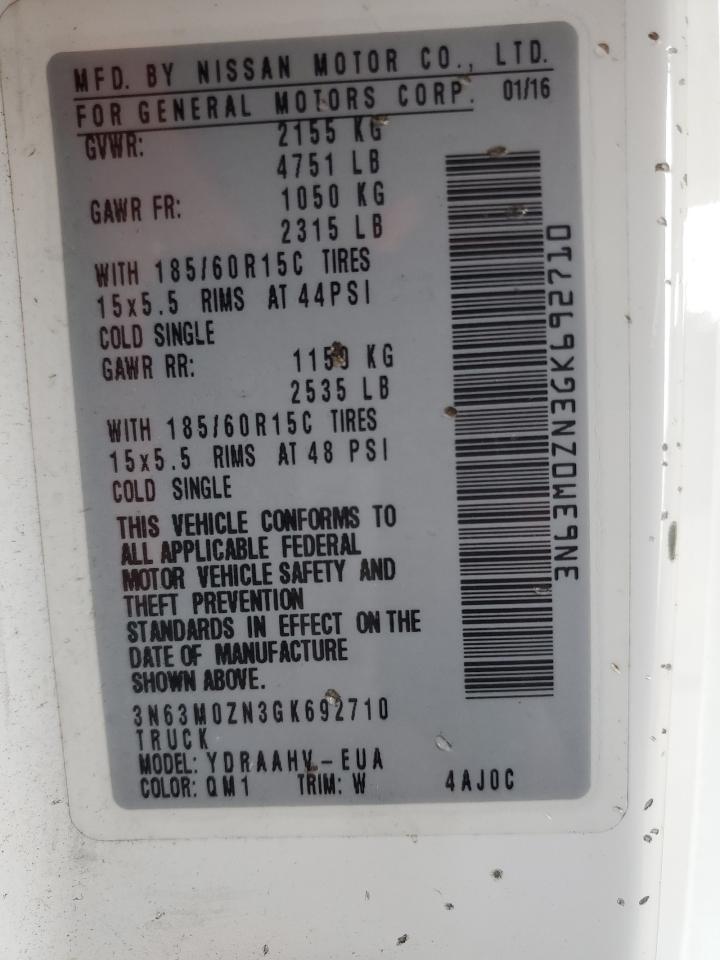 MFD. BY NISSAN MOTOR CO., LTD.
FOR GENERAL MOTORS CORP. 01/16
GVWR: 2155 KG
4751 LB
GAWR FR: 1050 KG
2315 LB
WITH 185/60R15C TIRES
15x5.5 RIMS AT 44PSI
COLD SINGLE
GAWR RR: 1150 KG
2535 LB
WITH 185/60R15C TIRES
15x5.5 RIMS AT 48 PSI
COLD SINGLE
THIS VEHICLE CONFORMS TO
ALL APPLICABLE FEDERAL
MOTOR VEHICLE SAFETY AND
THEFT PREVENTION
STANDARDS IN EFFECT ON THE
DATE OF MANUFACTURE
SHOWN ABOVE.
3N63M0ZN3GK692710
TRUCK
MODEL: YDRAAHV-EUA
COLOR: QM1 TRIM: W 4AJ0C
3N63M0ZN3GK692710